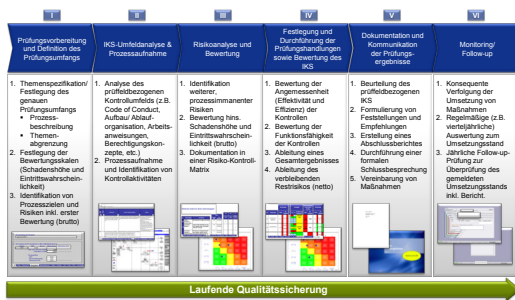 I
II
III
IV
V
VI
Prüfungsvorbereitung
und Definition des
Prüfungsumfangs
IKS-Umfeldanalyse &
Prozessaufnahme
Risikoanalyse und
Bewertung
Festlegung und
Durchführung der
Prüfungshandlungen
sowie Bewertung des
IKS
Dokumentation und
Kommunikation
der Prüfungs-
ergebnisse
Monitoring/
Follow-up
1. Themenspezifikation/
Festlegung des
genauen
Prüfungsumfangs
• Prozess-
beschreibung
• Themen-
abgrenzung
2. Festlegung der
Bewertungsskalen
(Schadenshöhe und
Eintrittswahrschein-
lichkeit)
3. Identifikation von
Prozesszielen und
Risiken inkl. erster
Bewertung (brutto)
1. Analyse des
prüffeldbezogenen
Kontrollumfelds (z.B.
Code of Conduct,
Aufbau/ Ablauf-
organisation, Arbeits-
anweisungen,
Berechtigungskon-
zepte, etc.)
2. Prozessaufnahme
und Identifikation von
Kontrollaktivitäten
1. Identifikation
weiterer,
prozessimmanenter
Risiken
2. Bewertung hins.
Schadenshöhe und
Eintrittswahrschein-
lichkeit (brutto)
3. Dokumentation in
einer Risiko-Kontroll-
Matrix
1. Bewertung der
Angemessenheit
(Effektivität und
Effizienz) der
Kontrollen
2. Bewertung der
Funktionsfähigkeit
der Kontrollen
3. Ableitung eines
Gesamtergebnisses
4. Ableitung des
verbleibenden
Restrisikos (netto)
1. Beurteilung des
prüffeldbezogenen
IKS
2. Formulierung von
Feststellungen und
Empfehlungen
3. Erstellung eines
Abschlussberichtes
4. Durchführung einer
formalen
Schlussbesprechung
5. Vereinbarung von
Maßnahmen
1. Konsequente
Verfolgung der
Umsetzung von
Maßnahmen
2. Regelmäßige (z.B.
vierteljährliche)
Auswertung zum
Umsetzungsstand
3. Jährliche Follow-up-
Prüfung zur
Überprüfung des
gemeldeten
Umsetzungsstands
inkl. Bericht.
Laufende Qualitätssicherung